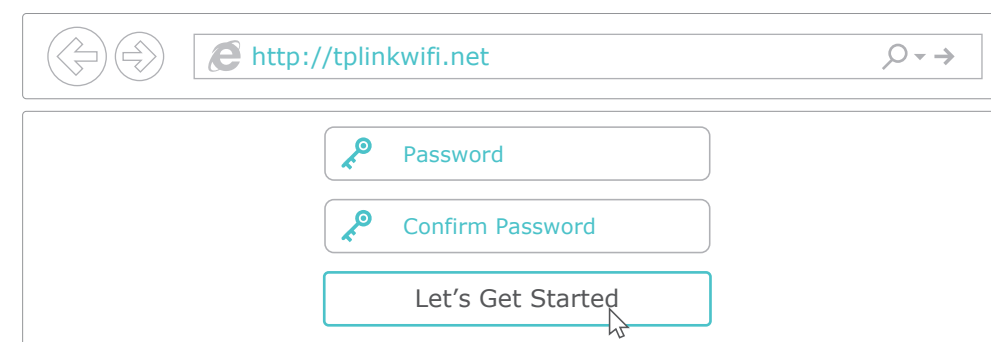 http://tplinkwifi.net
Password
Confirm Password
Let’s Get Started